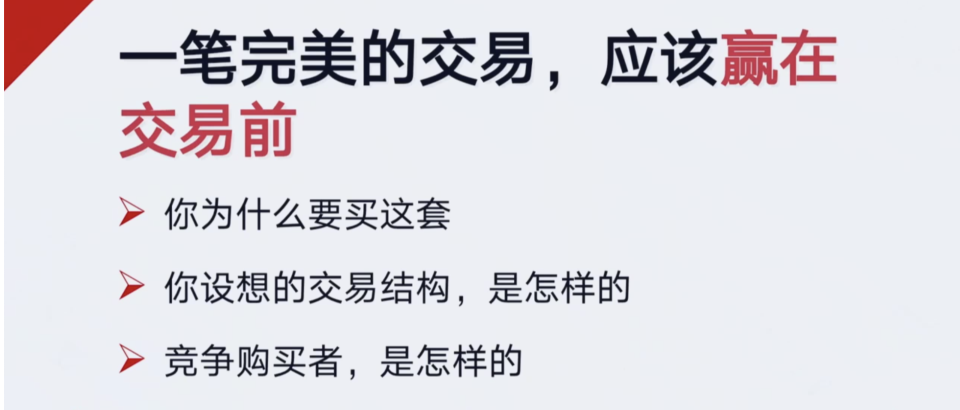 一笔完美的交易，应该赢在
交易前
你为什么要买这套
你设想的交易结构，是怎样的
竞争购买者，是怎样的